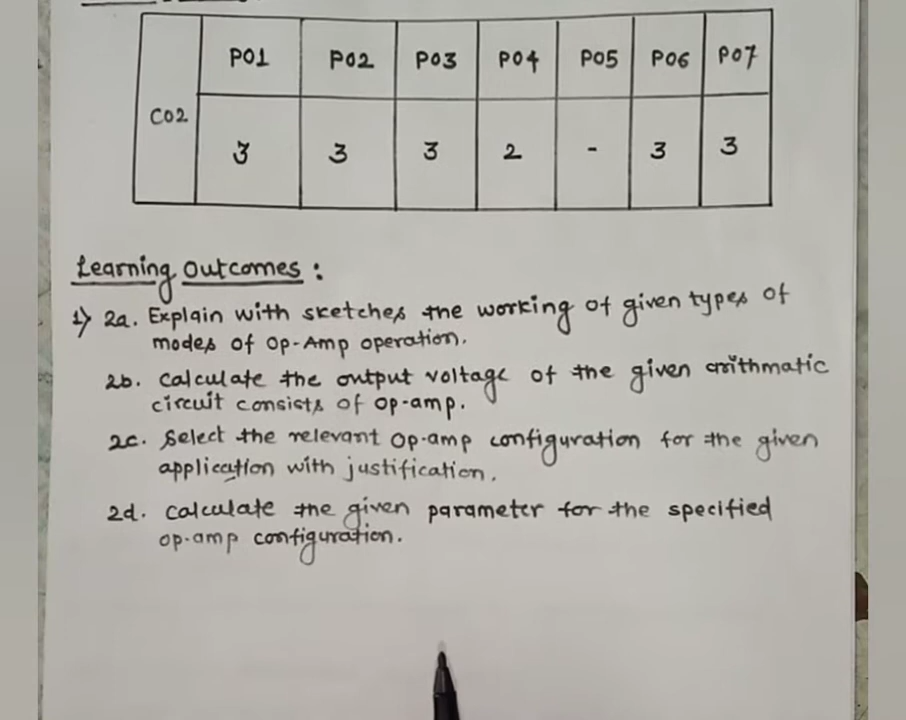 PO1 PO2 PO3 PO4 PO5 PO6 PO7
CO2
3 3 3 2 - 3 3
Learning Outcomes :
1) 2a. Explain with sketches the working of given types of
modes of Op-Amp operation.
2b. Calculate the output voltage of the given arithmatic
circuit consists of op-amp.
2c. Select the relevant Op-amp configuration for the given
application with justification.
2d. Calculate the given parameter for the specified
op-amp configuration.